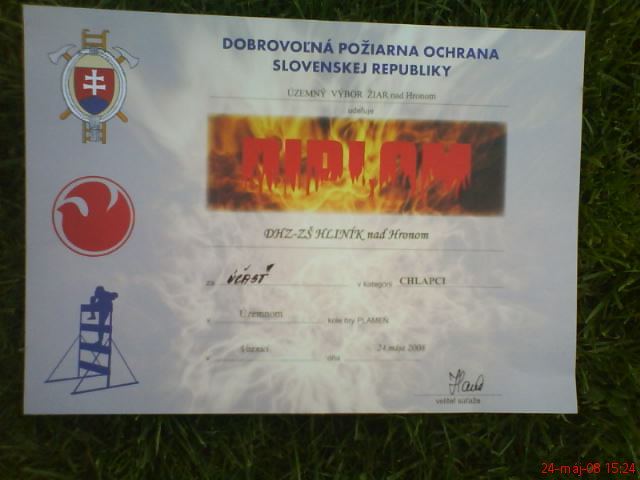 DOBROVOĽNÁ POŽIARNA OCHRANA
SLOVENSKEJ REPUBLIKY
ÚZEMNÝ VÝBOR ŽIAR nad Hronom
udeľuje
DIPLOM
DHZ-ZŠ HLINÍK nad Hronom
za ÚČASŤ v kategórii CHLAPCI
v Územnom kole hry PLAMEŇ
v dňa 24.mája 2008
veliteľ súťaže
24-máj-08 15:24